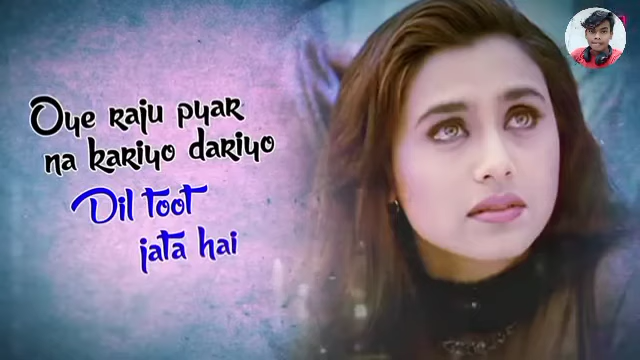 Oye raju pyar
na kariyo dariyo
Dil toot
jata hai